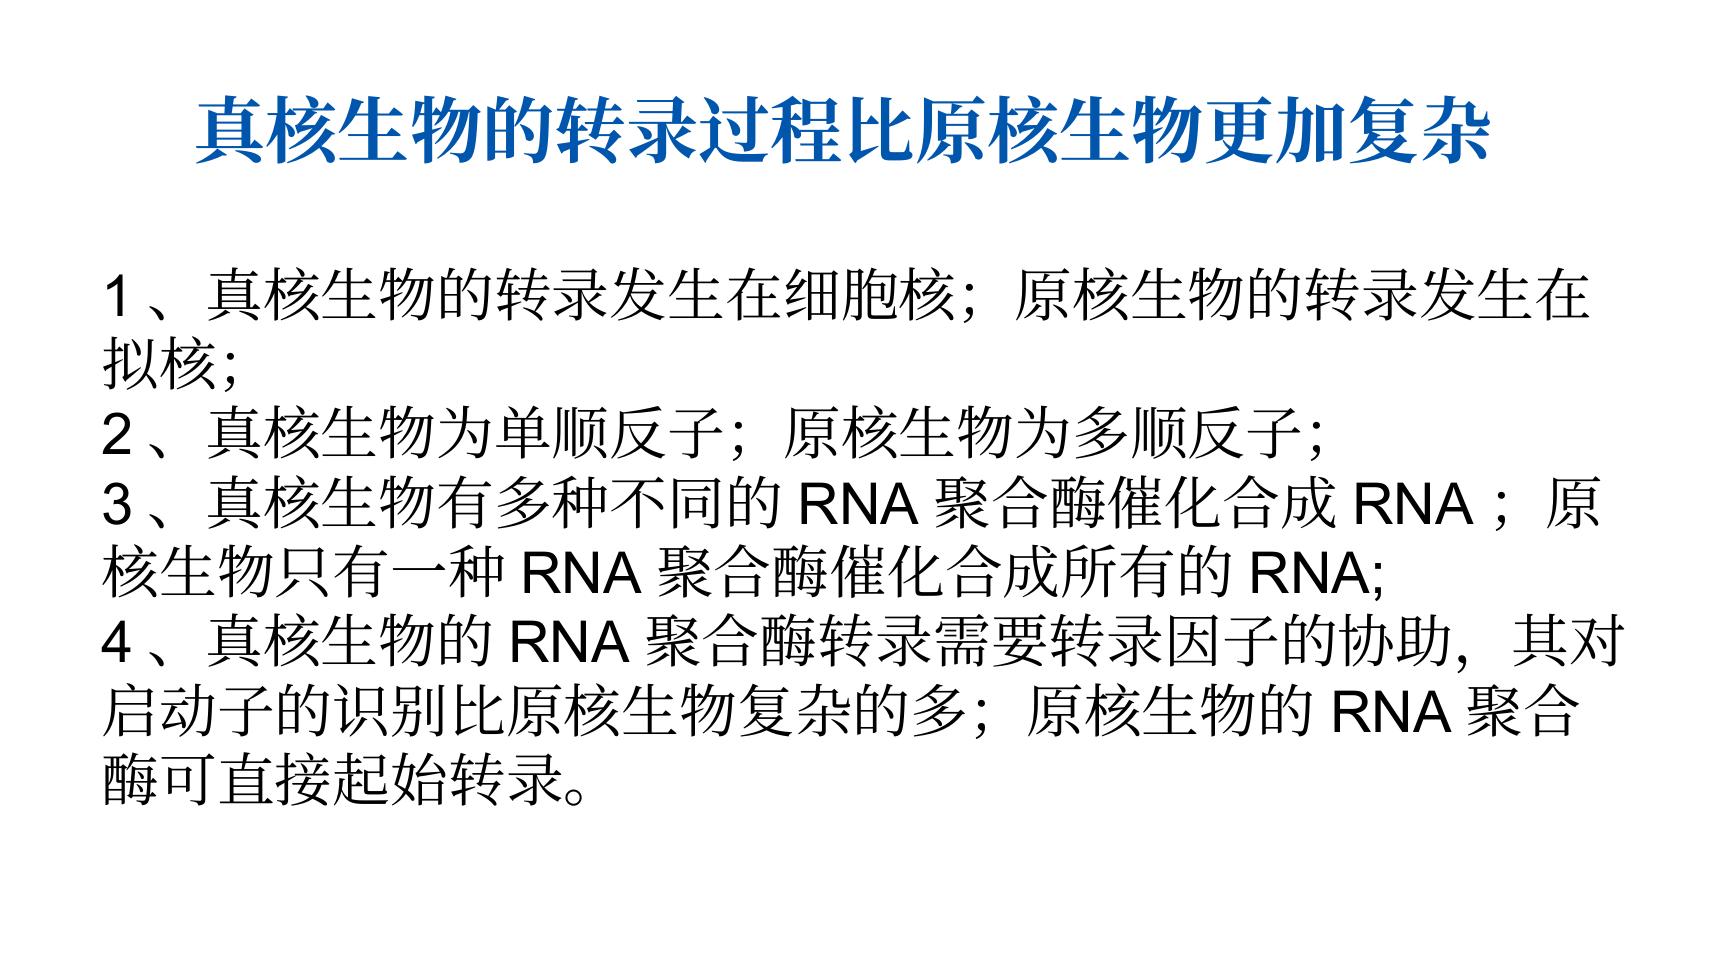 真核生物的转录过程比原核生物更加复杂
1 、真核生物的转录发生在细胞核；原核生物的转录发生在
拟核；
2 、真核生物为单顺反子；原核生物为多顺反子；
3 、真核生物有多种不同的 RNA 聚合酶催化合成 RNA ；原
核生物只有一种 RNA 聚合酶催化合成所有的 RNA;
4 、真核生物的 RNA 聚合酶转录需要转录因子的协助，其对
启动子的识别比原核生物复杂的多；原核生物的 RNA 聚合
酶可直接起始转录。